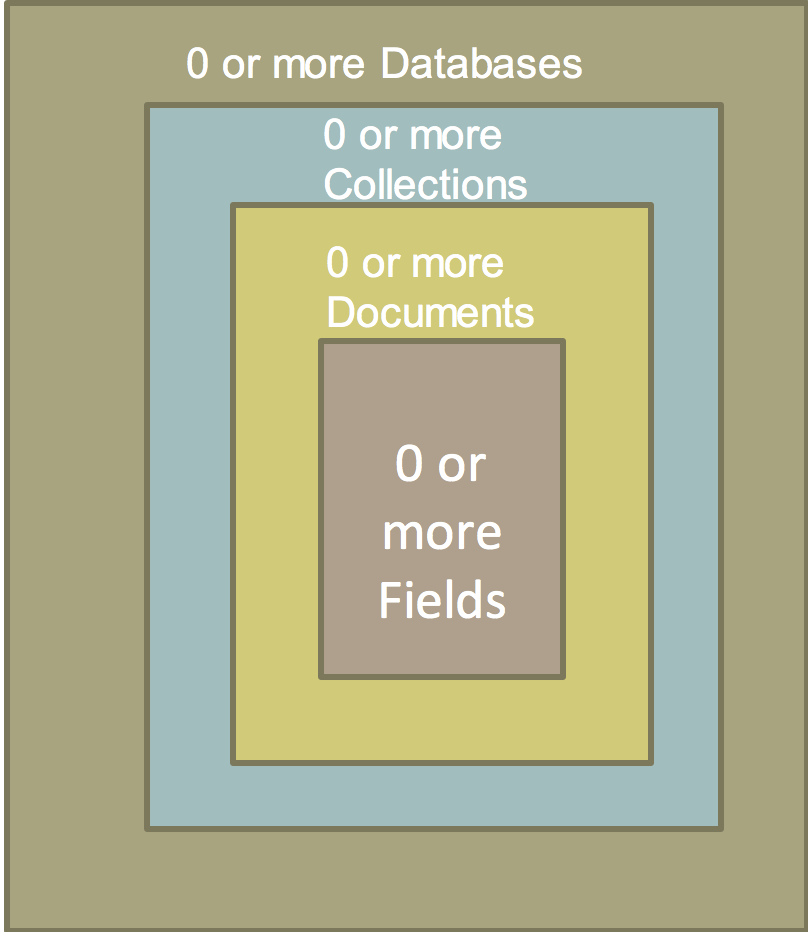 0 or more Databases
0 or more
Collections
0 or more
Documents
0 or
more
Fields